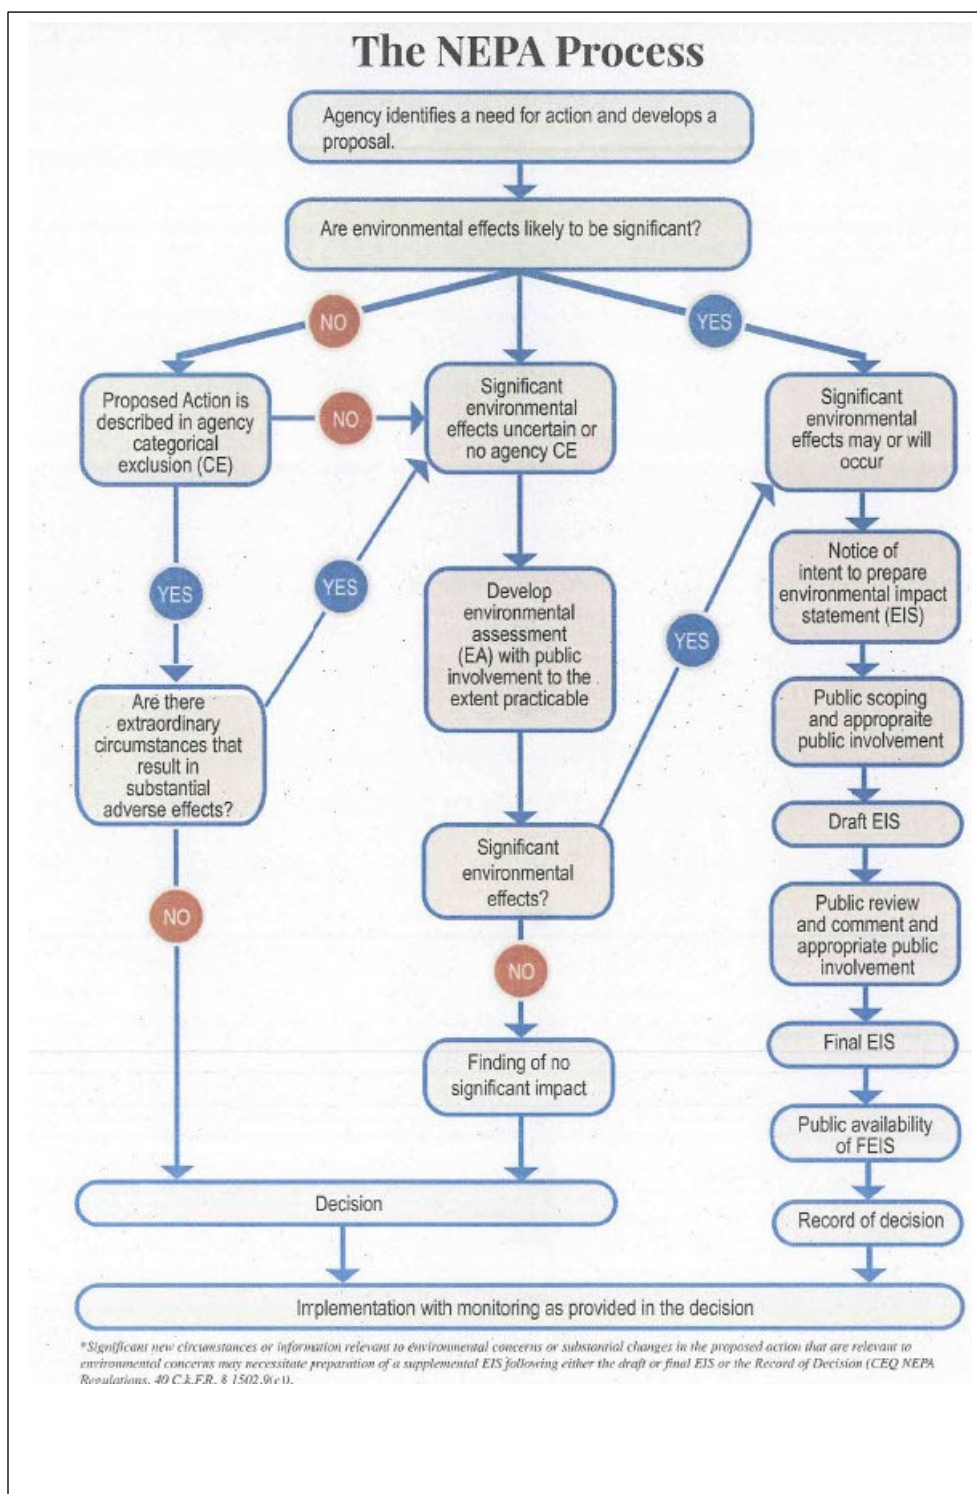 The NEPA Process
Agency identifies a need for action and develops a
proposal.
Are environmental effects likely to be significant?
NO
YES
Proposed Action is
described in agency
categorical
exclusion (CE)
NO
Significant
environmental
effects uncertain or
no agency CE
Significant
environmental
effects may or will
occur
YES
YES
Are there
extraordinary
circumstances that
result in
substantial
adverse effects?
Develop
environmental
assessment
(EA) with public
involvement to the
extent practicable
YES
Notice of
intent to prepare
environmental impact
statement (EIS)
Public scoping
and appropraite
public involvement
Draft EIS
NO
Significant
environmental
effects?
Public review
and comment and
appropriate public
involvement
NO
Finding of no
significant impact
Final EIS
Public availability
of FEIS
Decision
Record of decision
Implementation with monitoring as provided in the decision
*Significant new circumstances or information relevant to environmental concerns or substantial changes in the proposed action that are relevant to
environmental concerns may necessitate preparation of a supplemental EIS following either the draft or final EIS or the Record of Decision (CEQ NEPA
Regulations, 40 C.k.F.R. § 1502.9(c)).